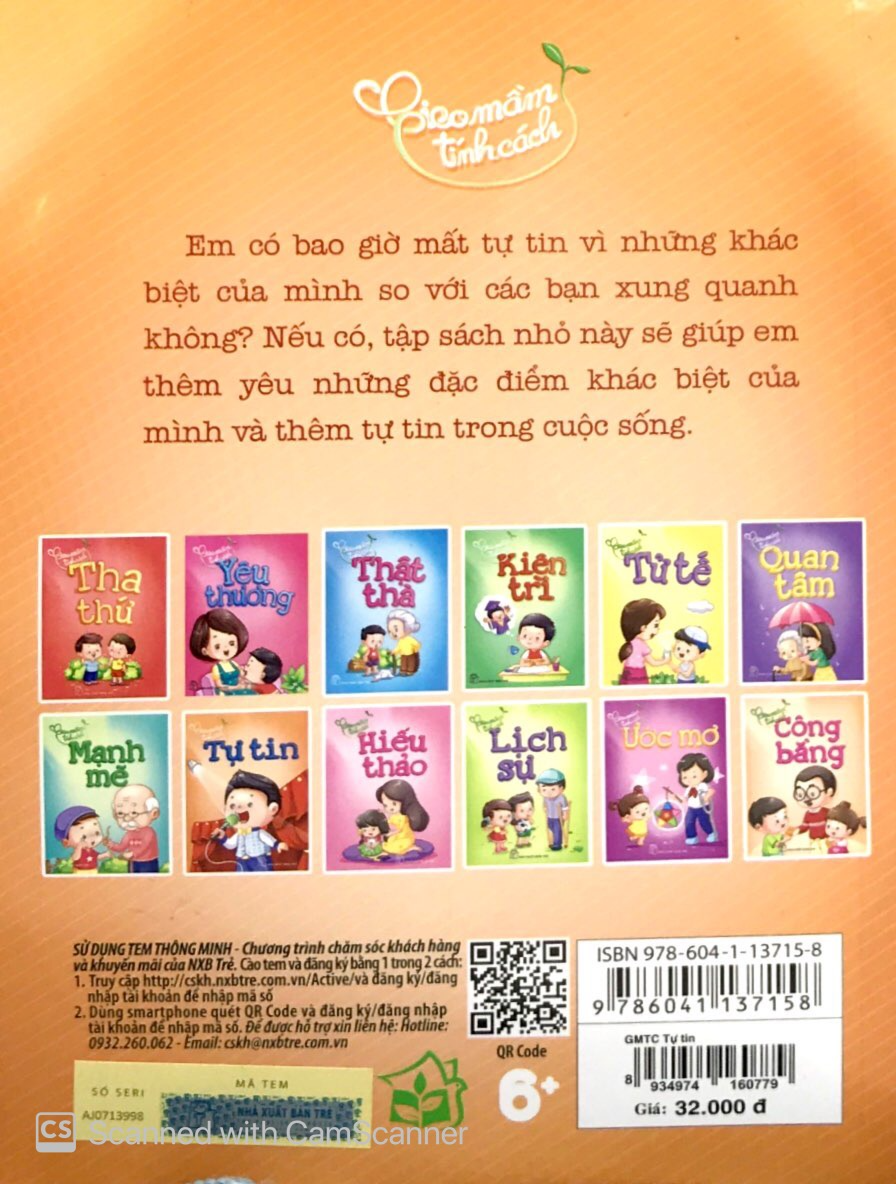 Gieo mầm
tính cách
Em có bao giờ mất tự tin vì những khác
biệt của mình so với các bạn xung quanh
không? Nếu có, tập sách nhỏ này sẽ giúp em
thêm yêu những đặc điểm khác biệt của
mình và thêm tự tin trong cuộc sống.
Tha
thứ
Yêu
thương
Thật
thà
Kiên
trì
Tử tế
Quan
tâm
Mạnh
mẽ
Tự tin
Hiếu
thảo
Lịch
sự
Ước mơ
Công
bằng
SỬ DỤNG TEM THÔNG MINH - Chương trình chăm sóc khách hàng
và khuyến mãi của NXB Trẻ. Cào tem và đăng ký bằng 1 trong 2 cách:
1. Truy cập http://cskh.nxbtre.com.vn/Active/và đăng ký/đăng
nhập tài khoản để nhập mã số
2. Dùng smartphone quét QR Code và đăng ký/đăng nhập
tài khoản để nhập mã số. Để được hỗ trợ xin liên hệ: Hotline:
0932.260.062 - Email: cskh@nxbtre.com.vn
QR Code
6+
ISBN 978-604-1-13715-8
9 786041 137158
GMTC Tự tin
8 934974 160779
Giá: 32.000 đ
SỐ SERI
MÃ TEM
AJ0713998
NHÀ XUẤT BẢN TRẺ
CS Scanned with CamScanner